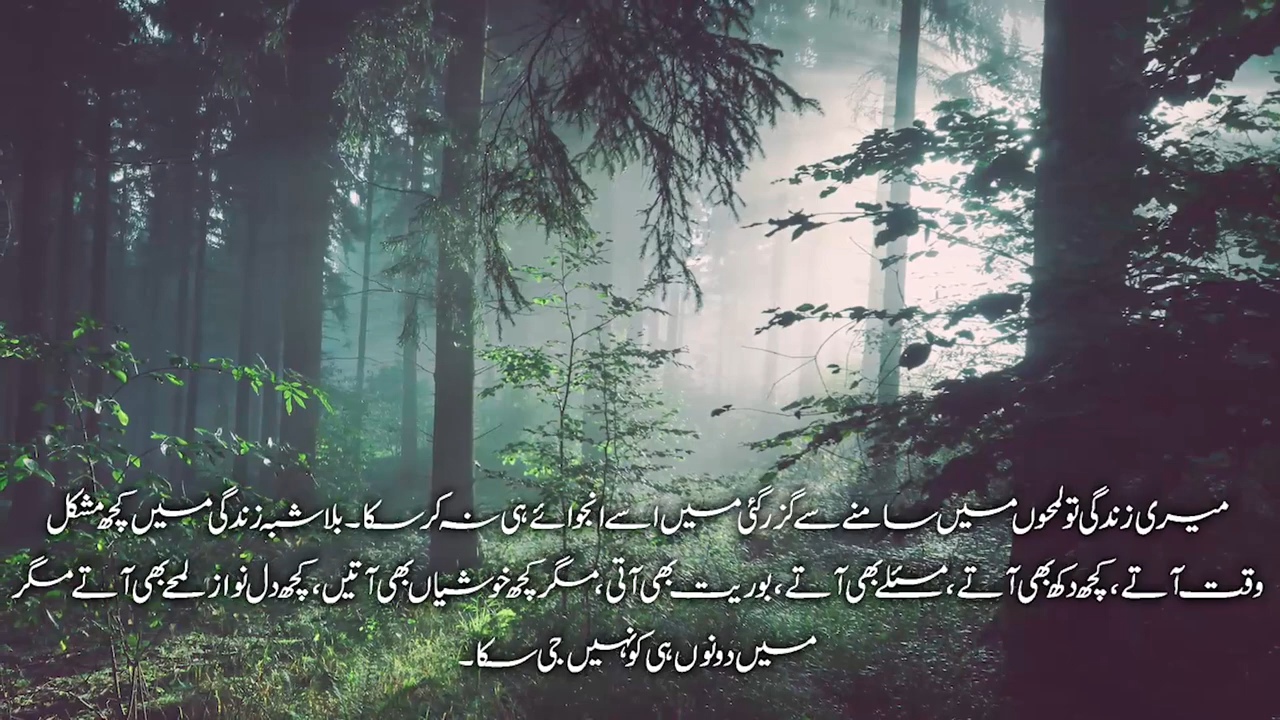 میری زندگی تو لمحوں میں سامنے سے گزر گئی میں اسے انجوائے ہی نہ کر سکا۔ بلاشبہ زندگی میں کچھ مشکل
وقت آتے ، کچھ دکھ بھی آتے ، مسئلے بھی آتے ، بوریت بھی آتی ، مگر کچھ خوشیاں بھی آتیں ، کچھ دل نواز لمحے بھی آتے مگر
میں دونوں ہی کو نہیں جی سکا۔